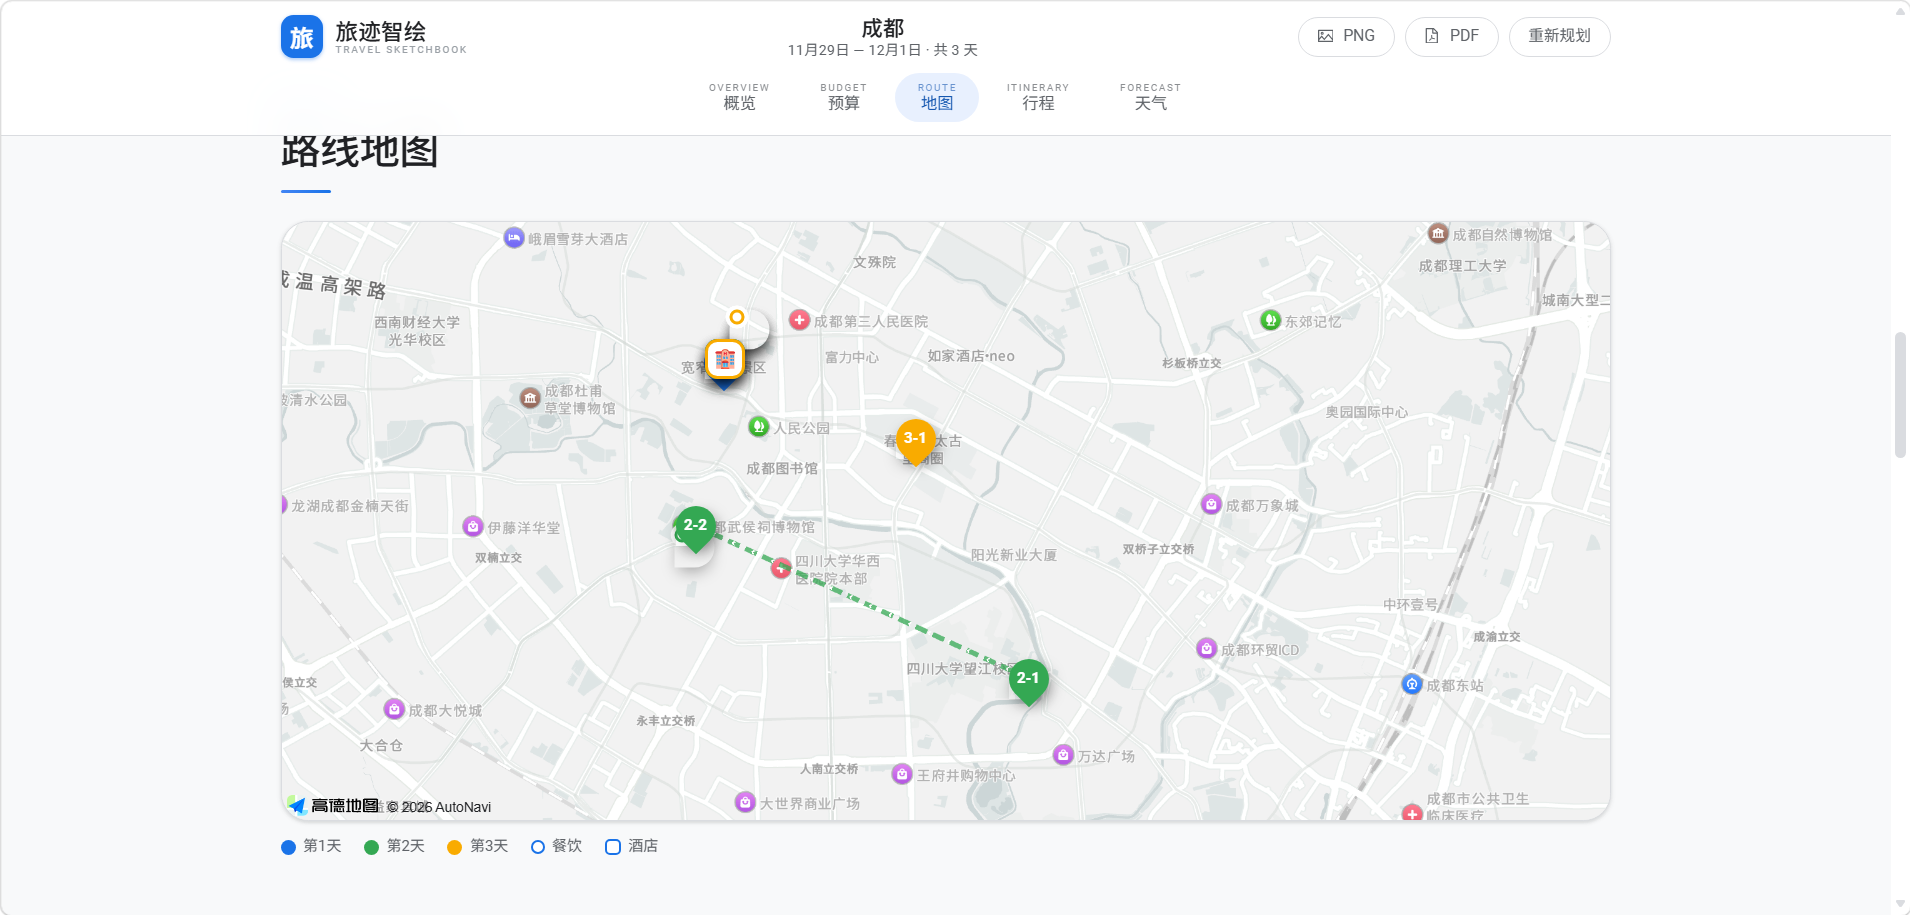 旅
旅迹智绘
TRAVEL SKETCHBOOK
成都
11月29日 — 12月1日 · 共 3 天
PNG
PDF
重新规划
OVERVIEW
概览
BUDGET
预算
ROUTE
地图
ITINERARY
行程
FORECAST
天气
路线地图
峨眉雪芽大酒店
文殊院
成都自然博物馆
成都理工大学
温高架路
城南大型二
西南财经大学
光华校区
成都第三人民医院
东郊记忆
富力中心
如家酒店•neo
杉板桥立交
宽窄
景区
成都杜甫
草堂博物馆
清水公园
人民公园
奥园国际中心
3-1
春
太古
商圈
成都图书馆
龙湖成都金楠天街
伊藤洋华堂
2-2
都武侯祠博物馆
成都万象城
双楠立交
四川大学华西
医院院本部
阳光新业大厦
双桥子立交桥
中环壹号
成渝立交
四川大学望江校区
2-1
成都环贸ICD
侯立交
成都东站
场
成都大悦城
永丰立交桥
大合仓
人南立交桥
王府井购物中心
万达广场
大世界商业广场
成都市公共卫生
临床医疗
高德地图
© 2026 AutoNavi
第1天
第2天
第3天
餐饮
酒店